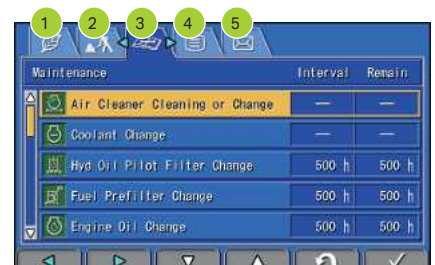 1 2 3 4 5
Maintenance Interval Remain
Air Cleaner Cleaning or Change — —
Coolant Change — —
Hyd Oil Pilot Filter Change 500 h 500 h
Fuel Prefilter Change 500 h 500 h
Engine Oil Change 500 h 500 h